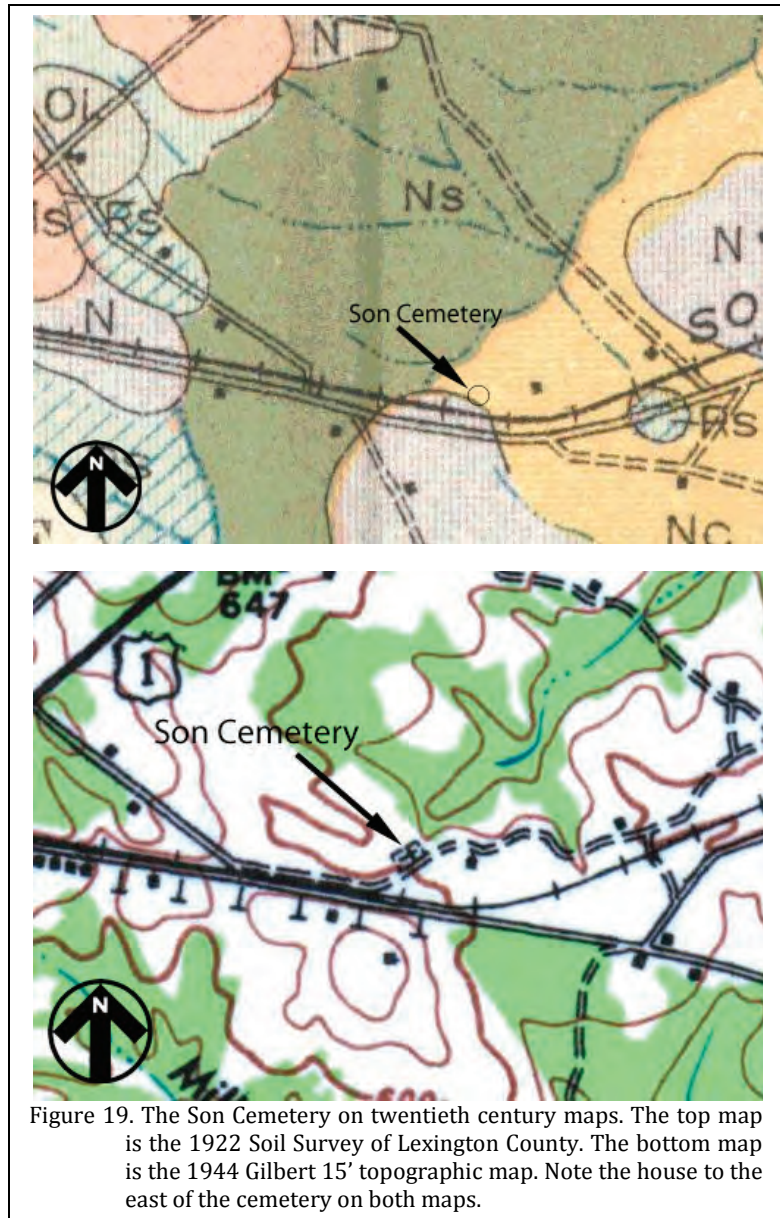 N
Ol
Ns
N
Rs
N
Son Cemetery
SO
N
Rs
N
Nc
BM
647
1
Son Cemetery
N
Mil
600
Figure 19. The Son Cemetery on twentieth century maps. The top map
is the 1922 Soil Survey of Lexington County. The bottom map
is the 1944 Gilbert 15’ topographic map. Note the house to the
east of the cemetery on both maps.